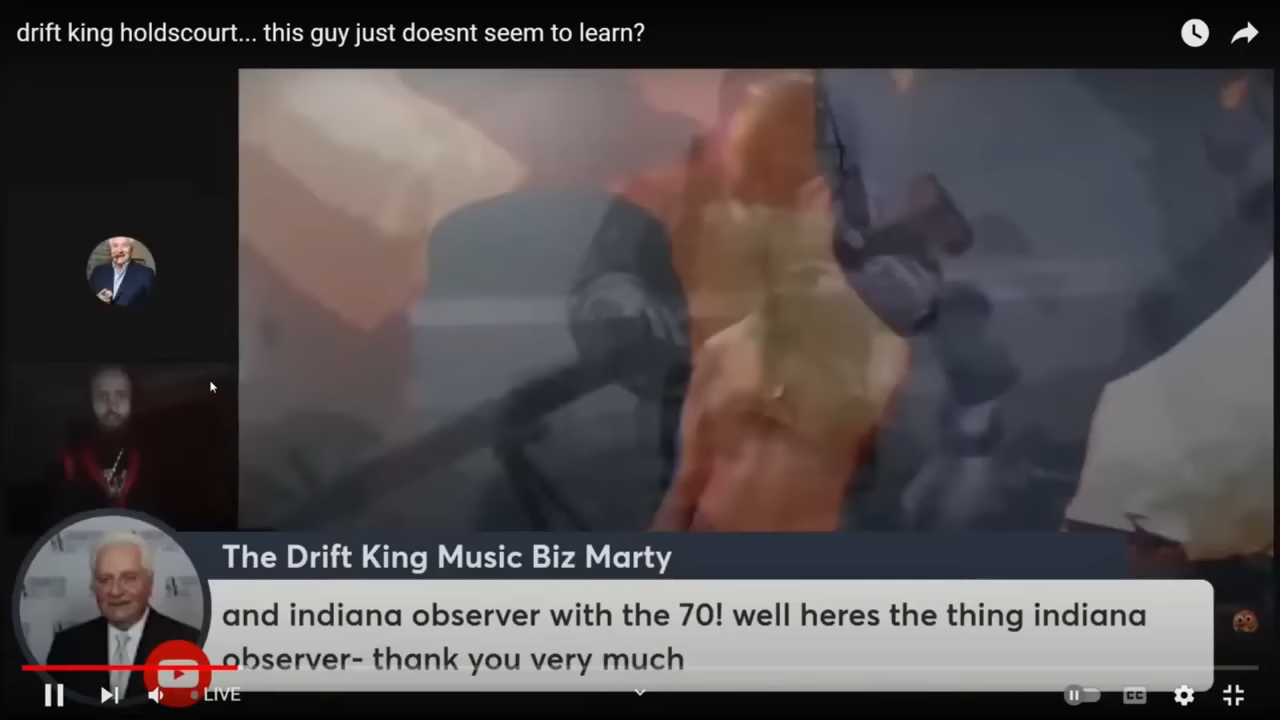 drift king holdscourt... this guy just doesnt seem to learn?
The Drift King Music Biz Marty
and indiana observer with the 70! well heres the thing indiana
observer- thank you very much
LIVE
CC